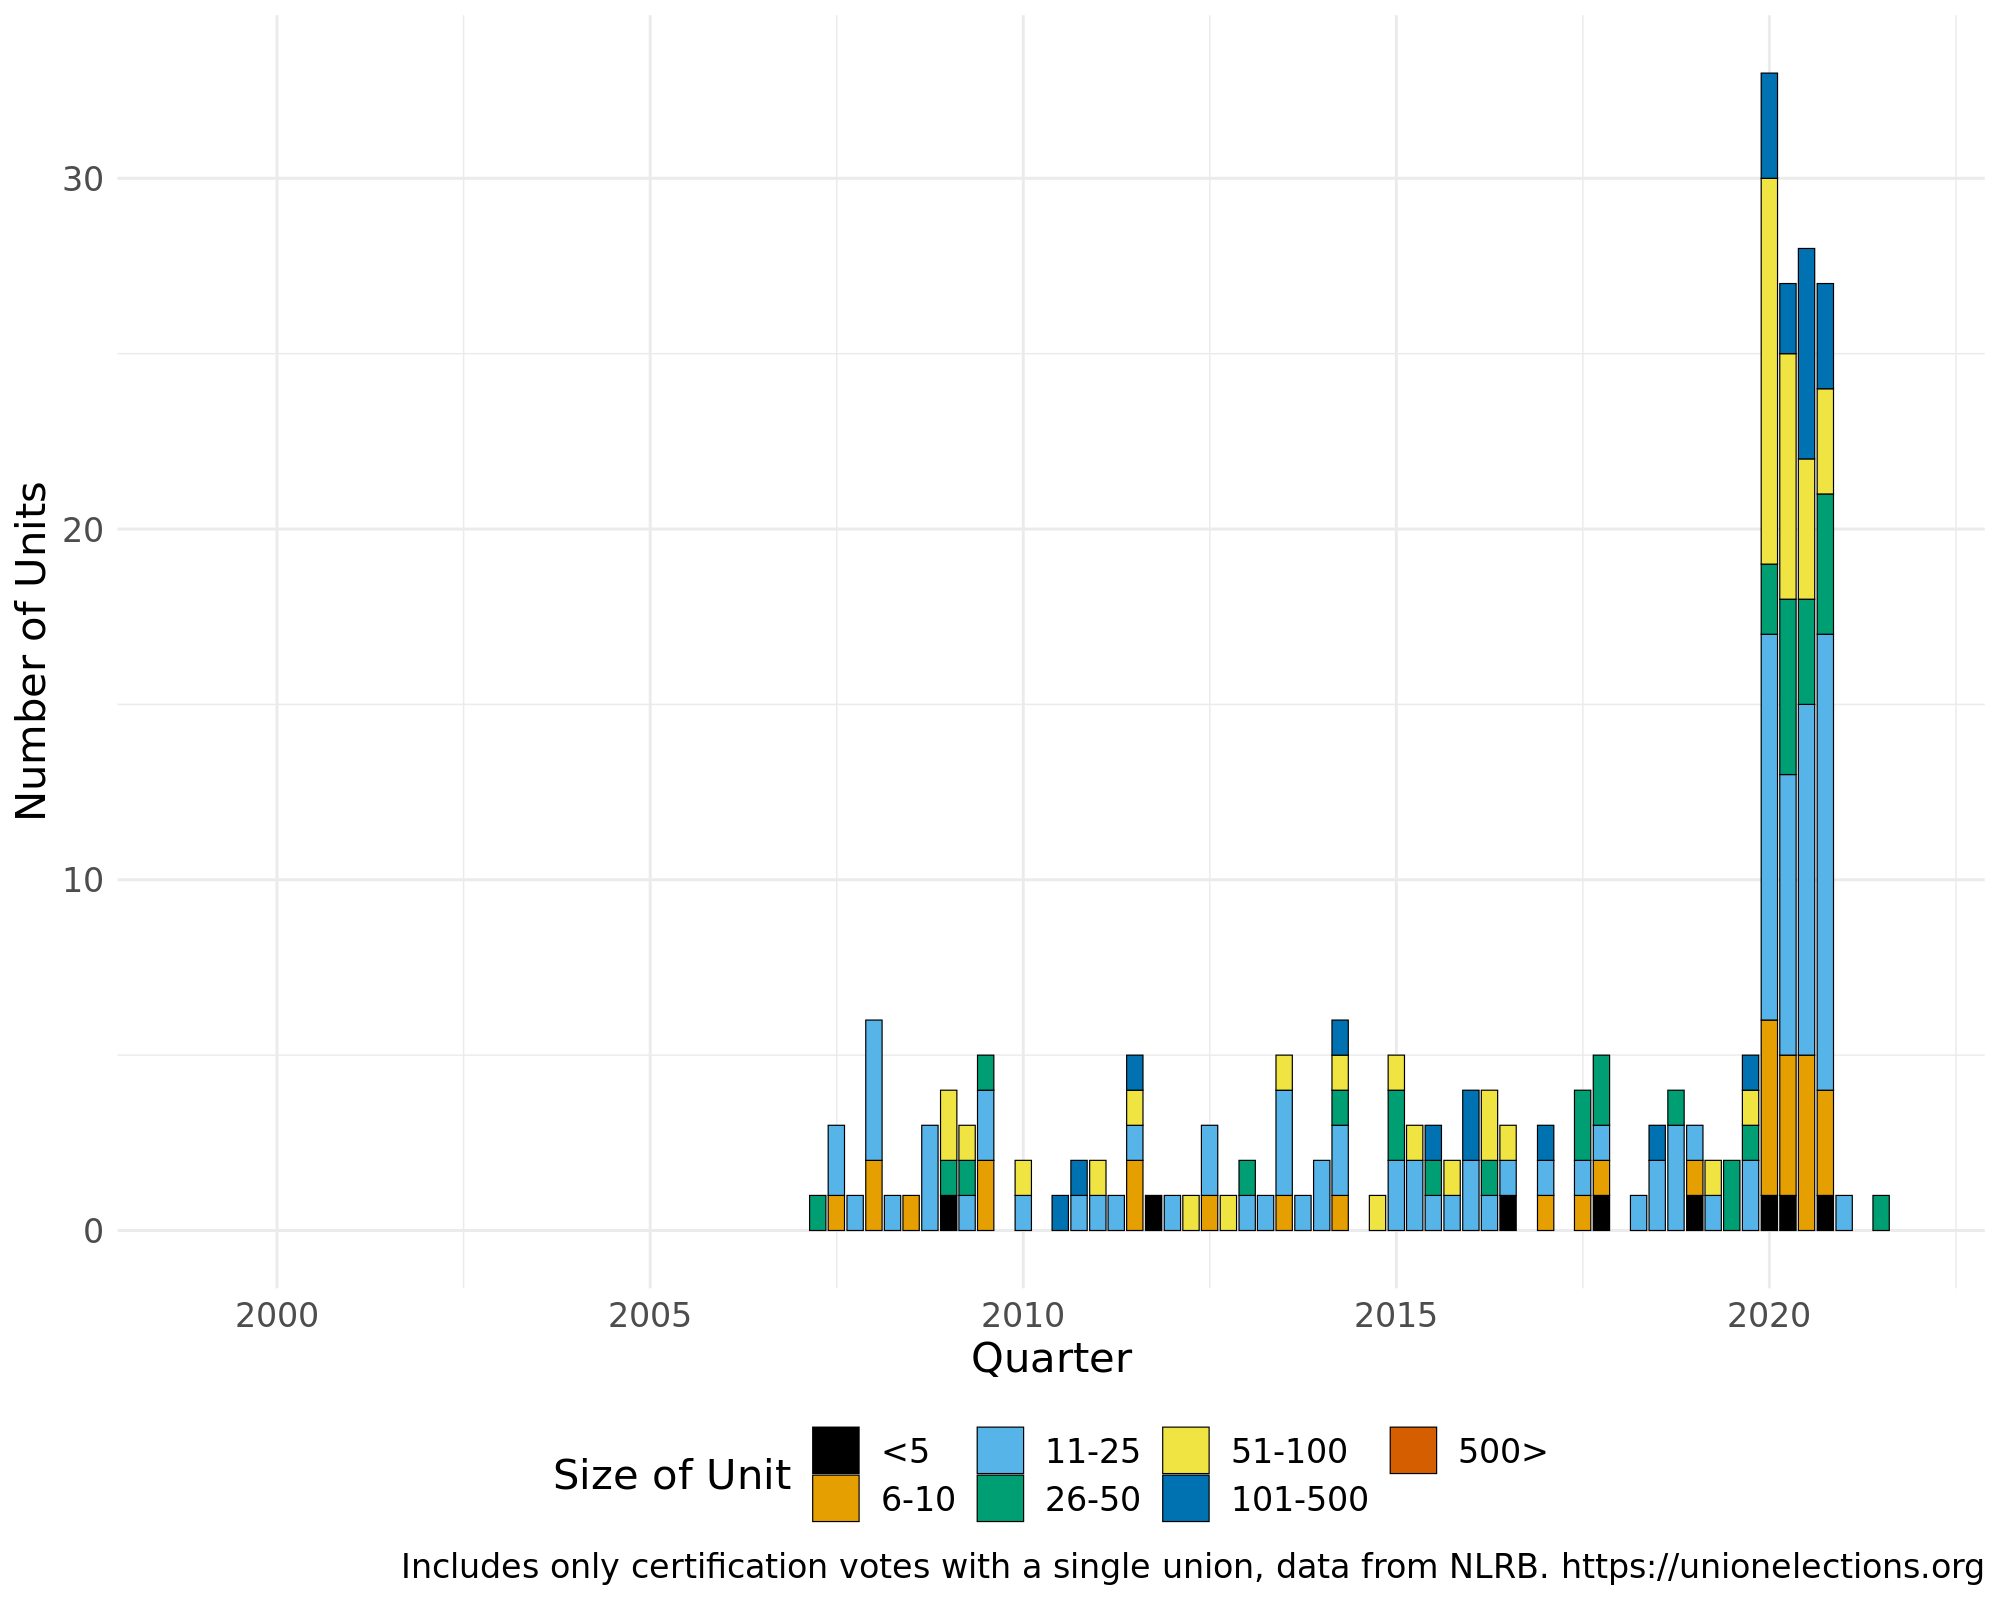 30
20
10
0
Number of Units
2000 2005 2010 2015 2020
Quarter
Size of Unit
<5 11-25 51-100 500>
6-10 26-50 101-500
Includes only certification votes with a single union, data from NLRB. https://unionelections.org